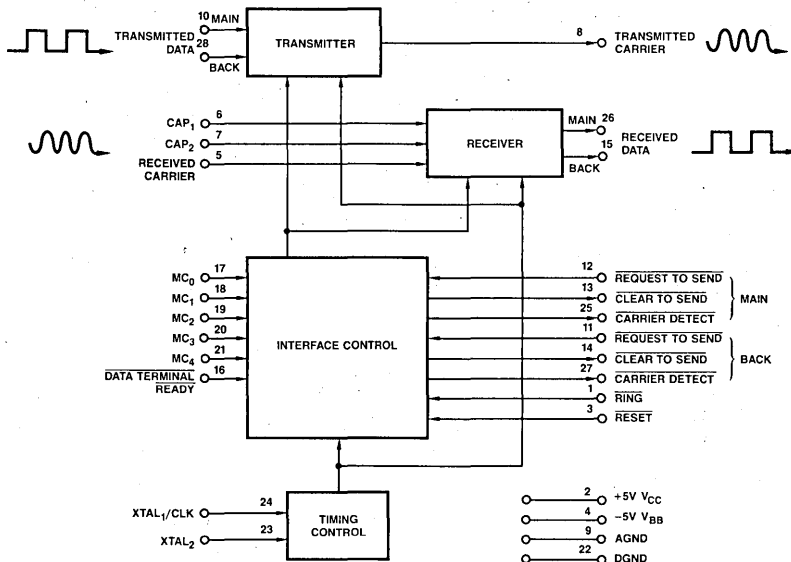 10 MAIN
TRANSMITTED
DATA
28
BACK
TRANSMITTER
8
TRANSMITTED
CARRIER
CAP1
6
CAP2
7
RECEIVED
CARRIER
5
RECEIVER
MAIN 26
15
BACK
RECEIVED
DATA
MC0
17
MC1
18
MC2
19
MC3
20
MC4
21
DATA TERMINAL
READY
16
INTERFACE CONTROL
12
REQUEST TO SEND
13
CLEAR TO SEND
25
CARRIER DETECT
MAIN
11
REQUEST TO SEND
14
CLEAR TO SEND
27
CARRIER DETECT
BACK
1
RING
3
RESET
XTAL1/CLK
24
XTAL2
23
TIMING
CONTROL
2
+5V VCC
4
−5V VBB
9
AGND
22
DGND